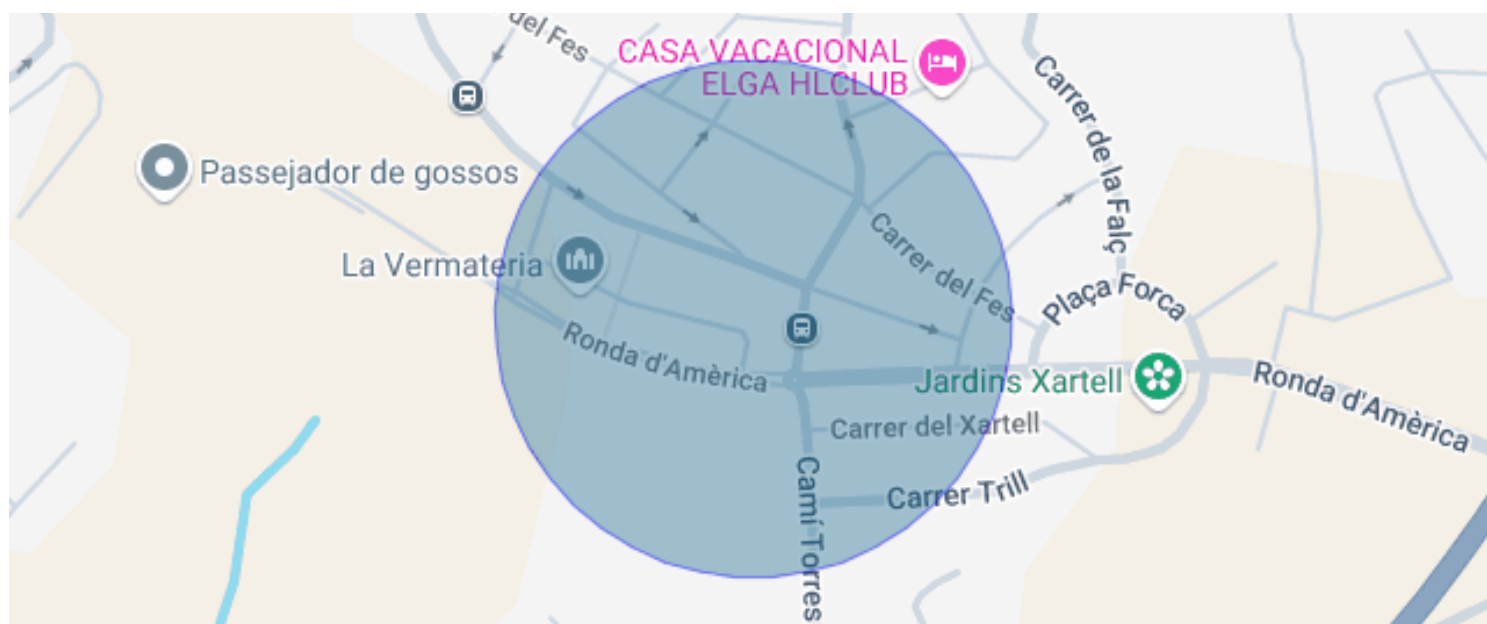 del Fes
CASA VACACIONAL
ELGA HLCLUB
Carrer de la Falç
Passejador de gossos
La Vermateria
Carrer del Fes
Plaça Forca
Ronda d'Amèrica
Jardins Xartell
Ronda d'Amèrica
Carrer del Xartell
Carrer Trill
Camí Torres